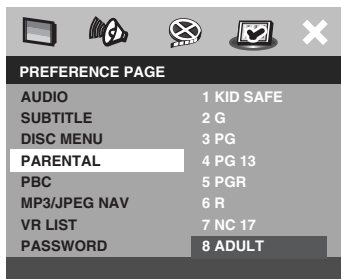 PREFERENCE PAGE
AUDIO 1 KID SAFE
SUBTITLE 2 G
DISC MENU 3 PG
PARENTAL 4 PG 13
PBC 5 PGR
MP3/JPEG NAV 6 R
VR LIST 7 NC 17
PASSWORD 8 ADULT